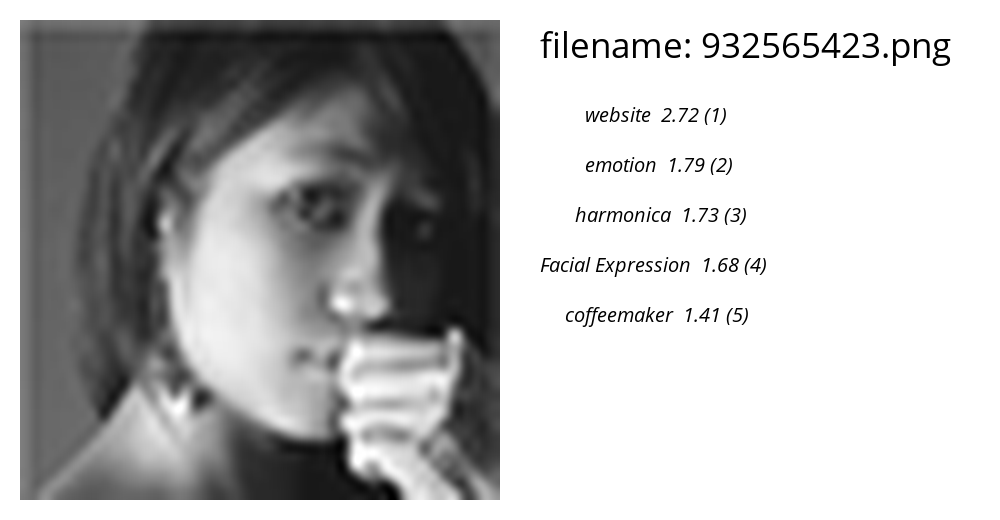 filename: 932565423.png
website 2.72 (1)
emotion 1.79 (2)
harmonica 1.73 (3)
Facial Expression 1.68 (4)
coffeemaker 1.41 (5)